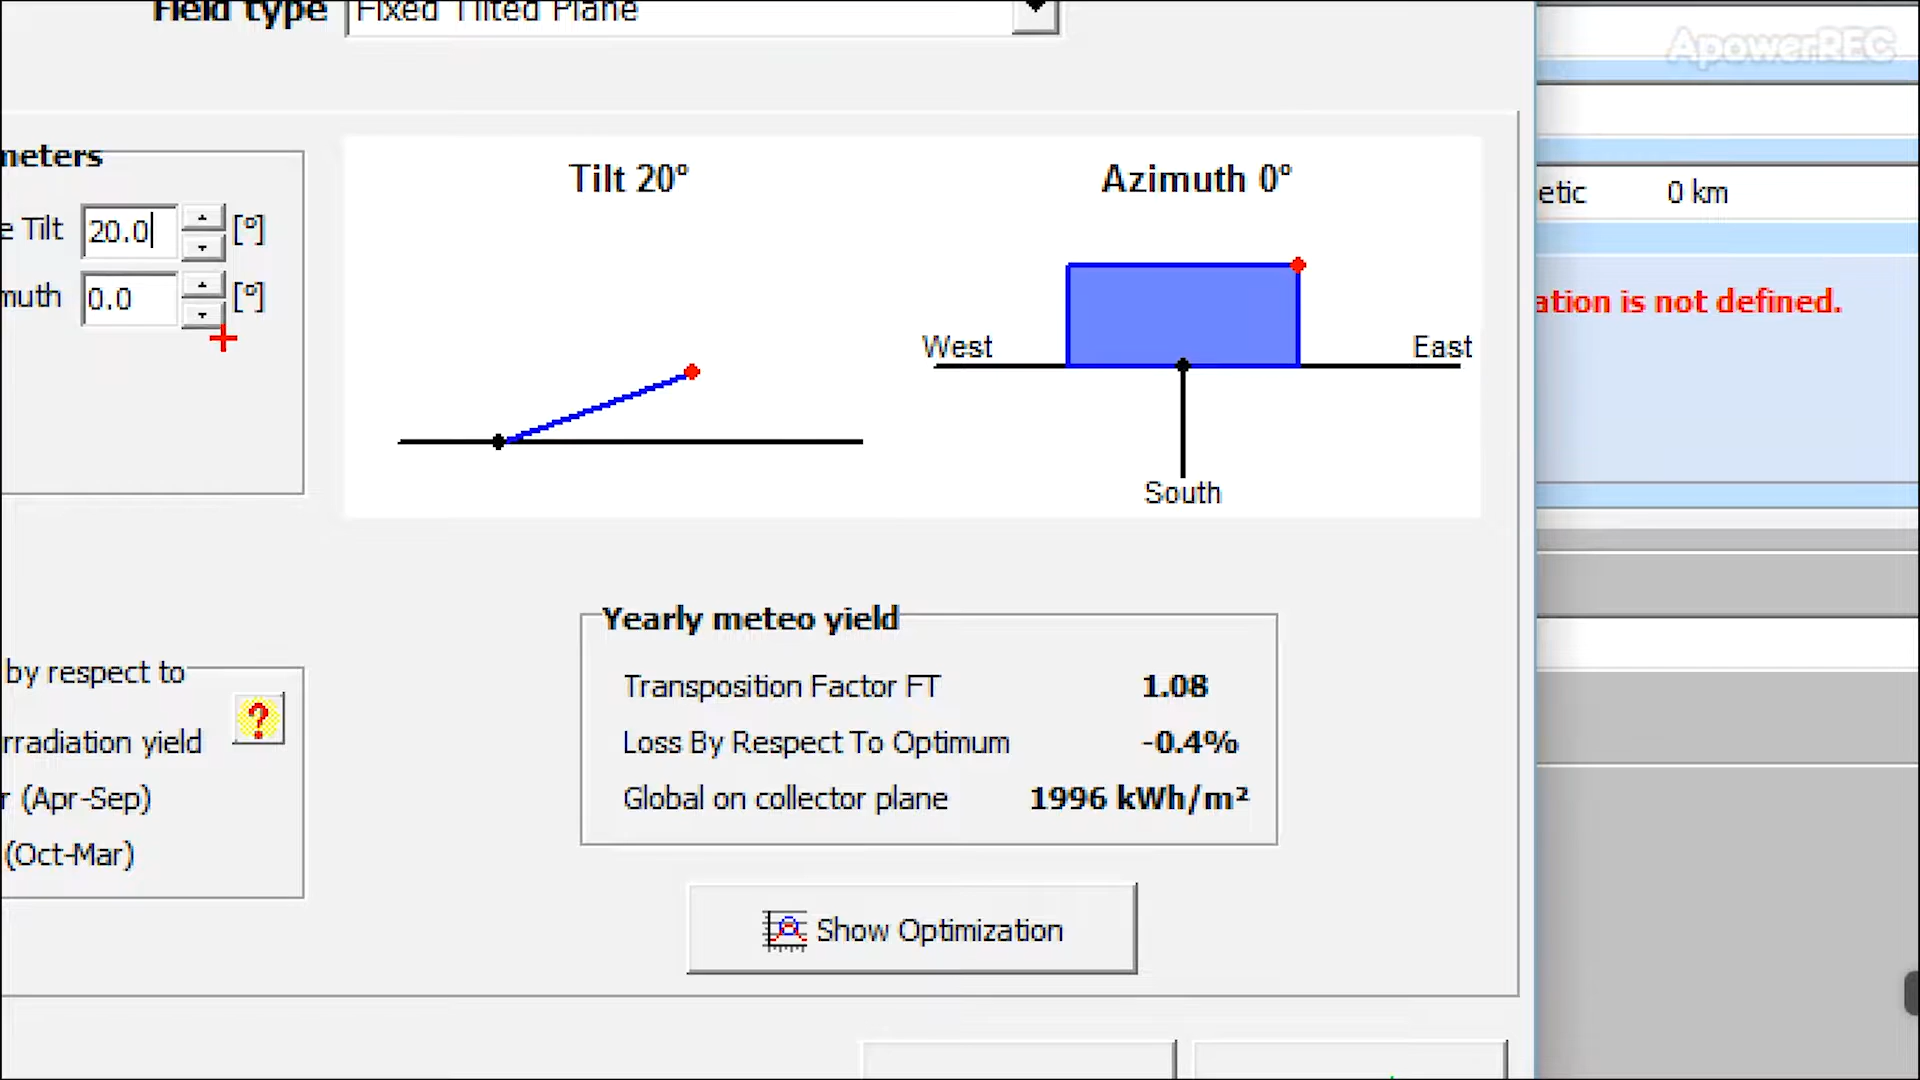 Field type Fixed Tilted Plane
ApowerREC
meters
e Tilt 20.0 [°]
muth 0.0 [°]
Tilt 20°
Azimuth 0°
West
East
South
etic 0 km
ation is not defined.
by respect to
rradiation yield
r (Apr-Sep)
(Oct-Mar)
?
Yearly meteo yield
Transposition Factor FT 1.08
Loss By Respect To Optimum -0.4%
Global on collector plane 1996 kWh/m²
Show Optimization